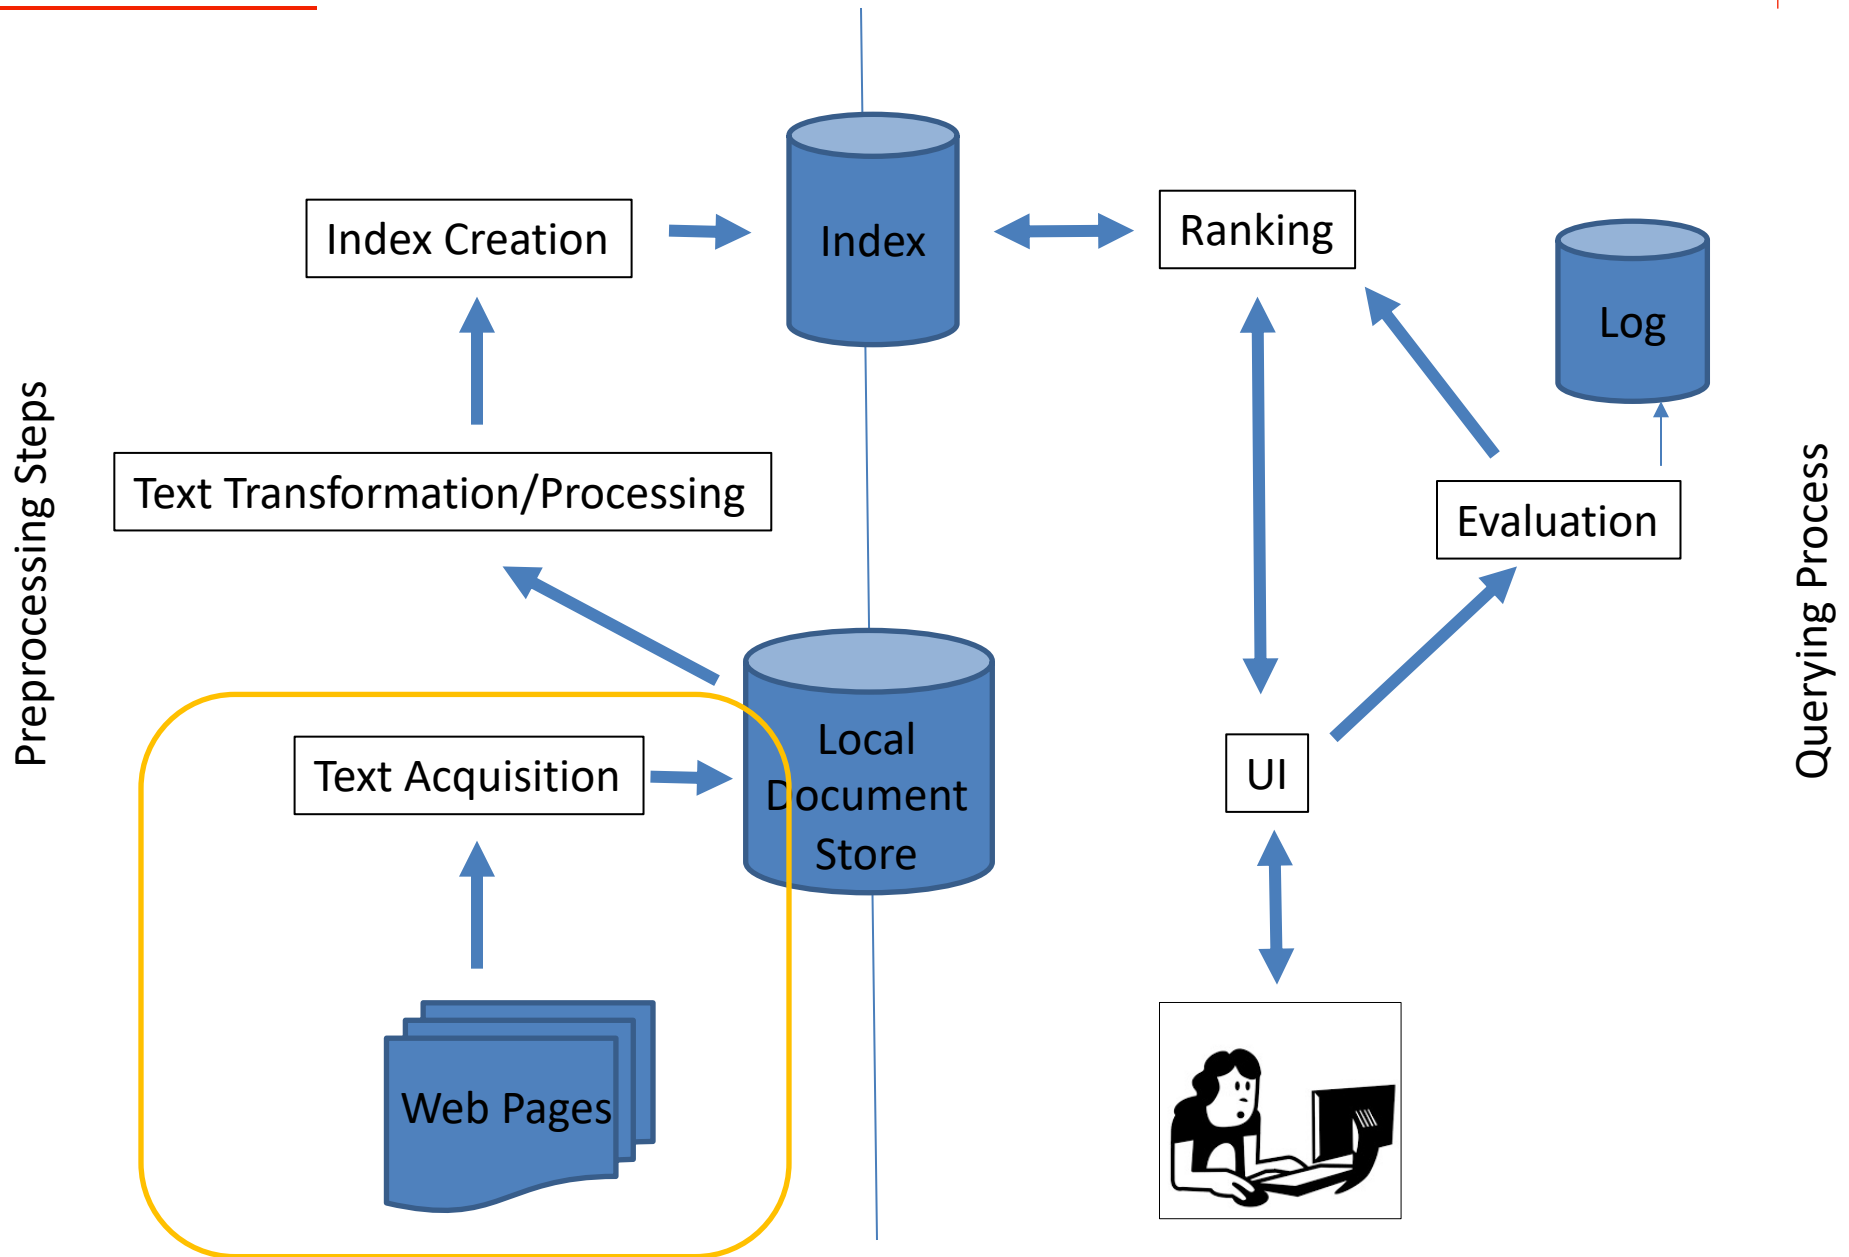 Index Creation
Index
Ranking
Log
Preprocessing Steps
Text Transformation/Processing
Evaluation
Querying Process
Text Acquisition
Local
Document
Store
UI
Web Pages